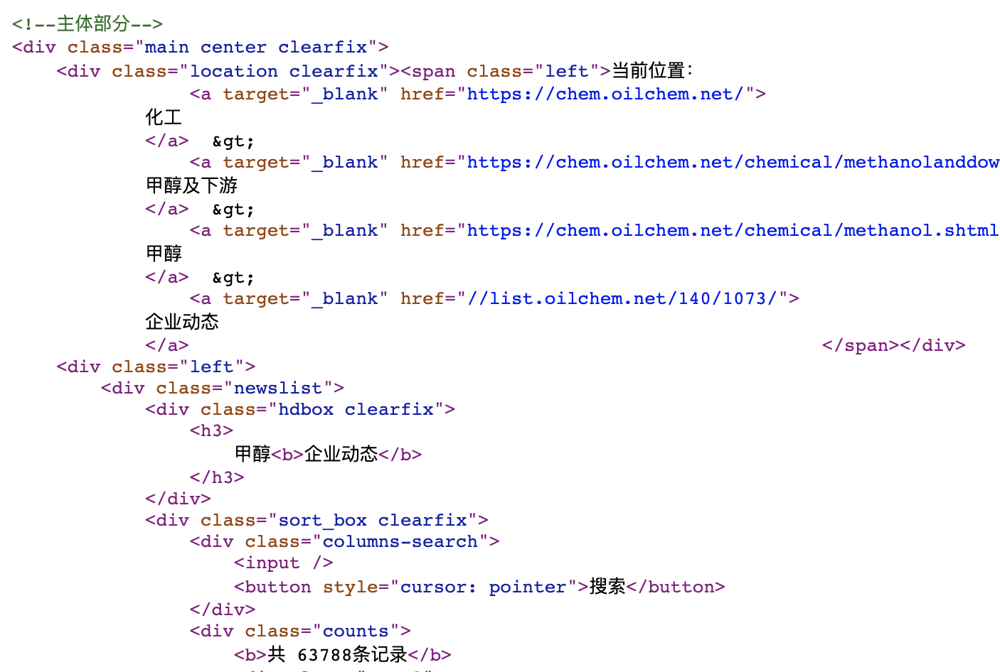 <!--主体部分-->
<div class="main center clearfix">
<div class="location clearfix"><span class="left">当前位置:
<a target="_blank" href="https://chem.oilchem.net/">
化工
</a>  &gt;
<a target="_blank" href="https://chem.oilchem.net/chemical/methanolanddow
甲醇及下游
</a>  &gt;
<a target="_blank" href="https://chem.oilchem.net/chemical/methanol.shtml
甲醇
</a>  &gt;
<a target="_blank" href="//list.oilchem.net/140/1073/">
企业动态
</a> </span></div>
<div class="left">
<div class="newslist">
<div class="hdbox clearfix">
<h3>
甲醇<b>企业动态</b>
</h3>
</div>
<div class="sort_box clearfix">
<div class="columns-search">
<input />
<button style="cursor: pointer">搜索</button>
</div>
<div class="counts">
<b>共 63788条记录</b>